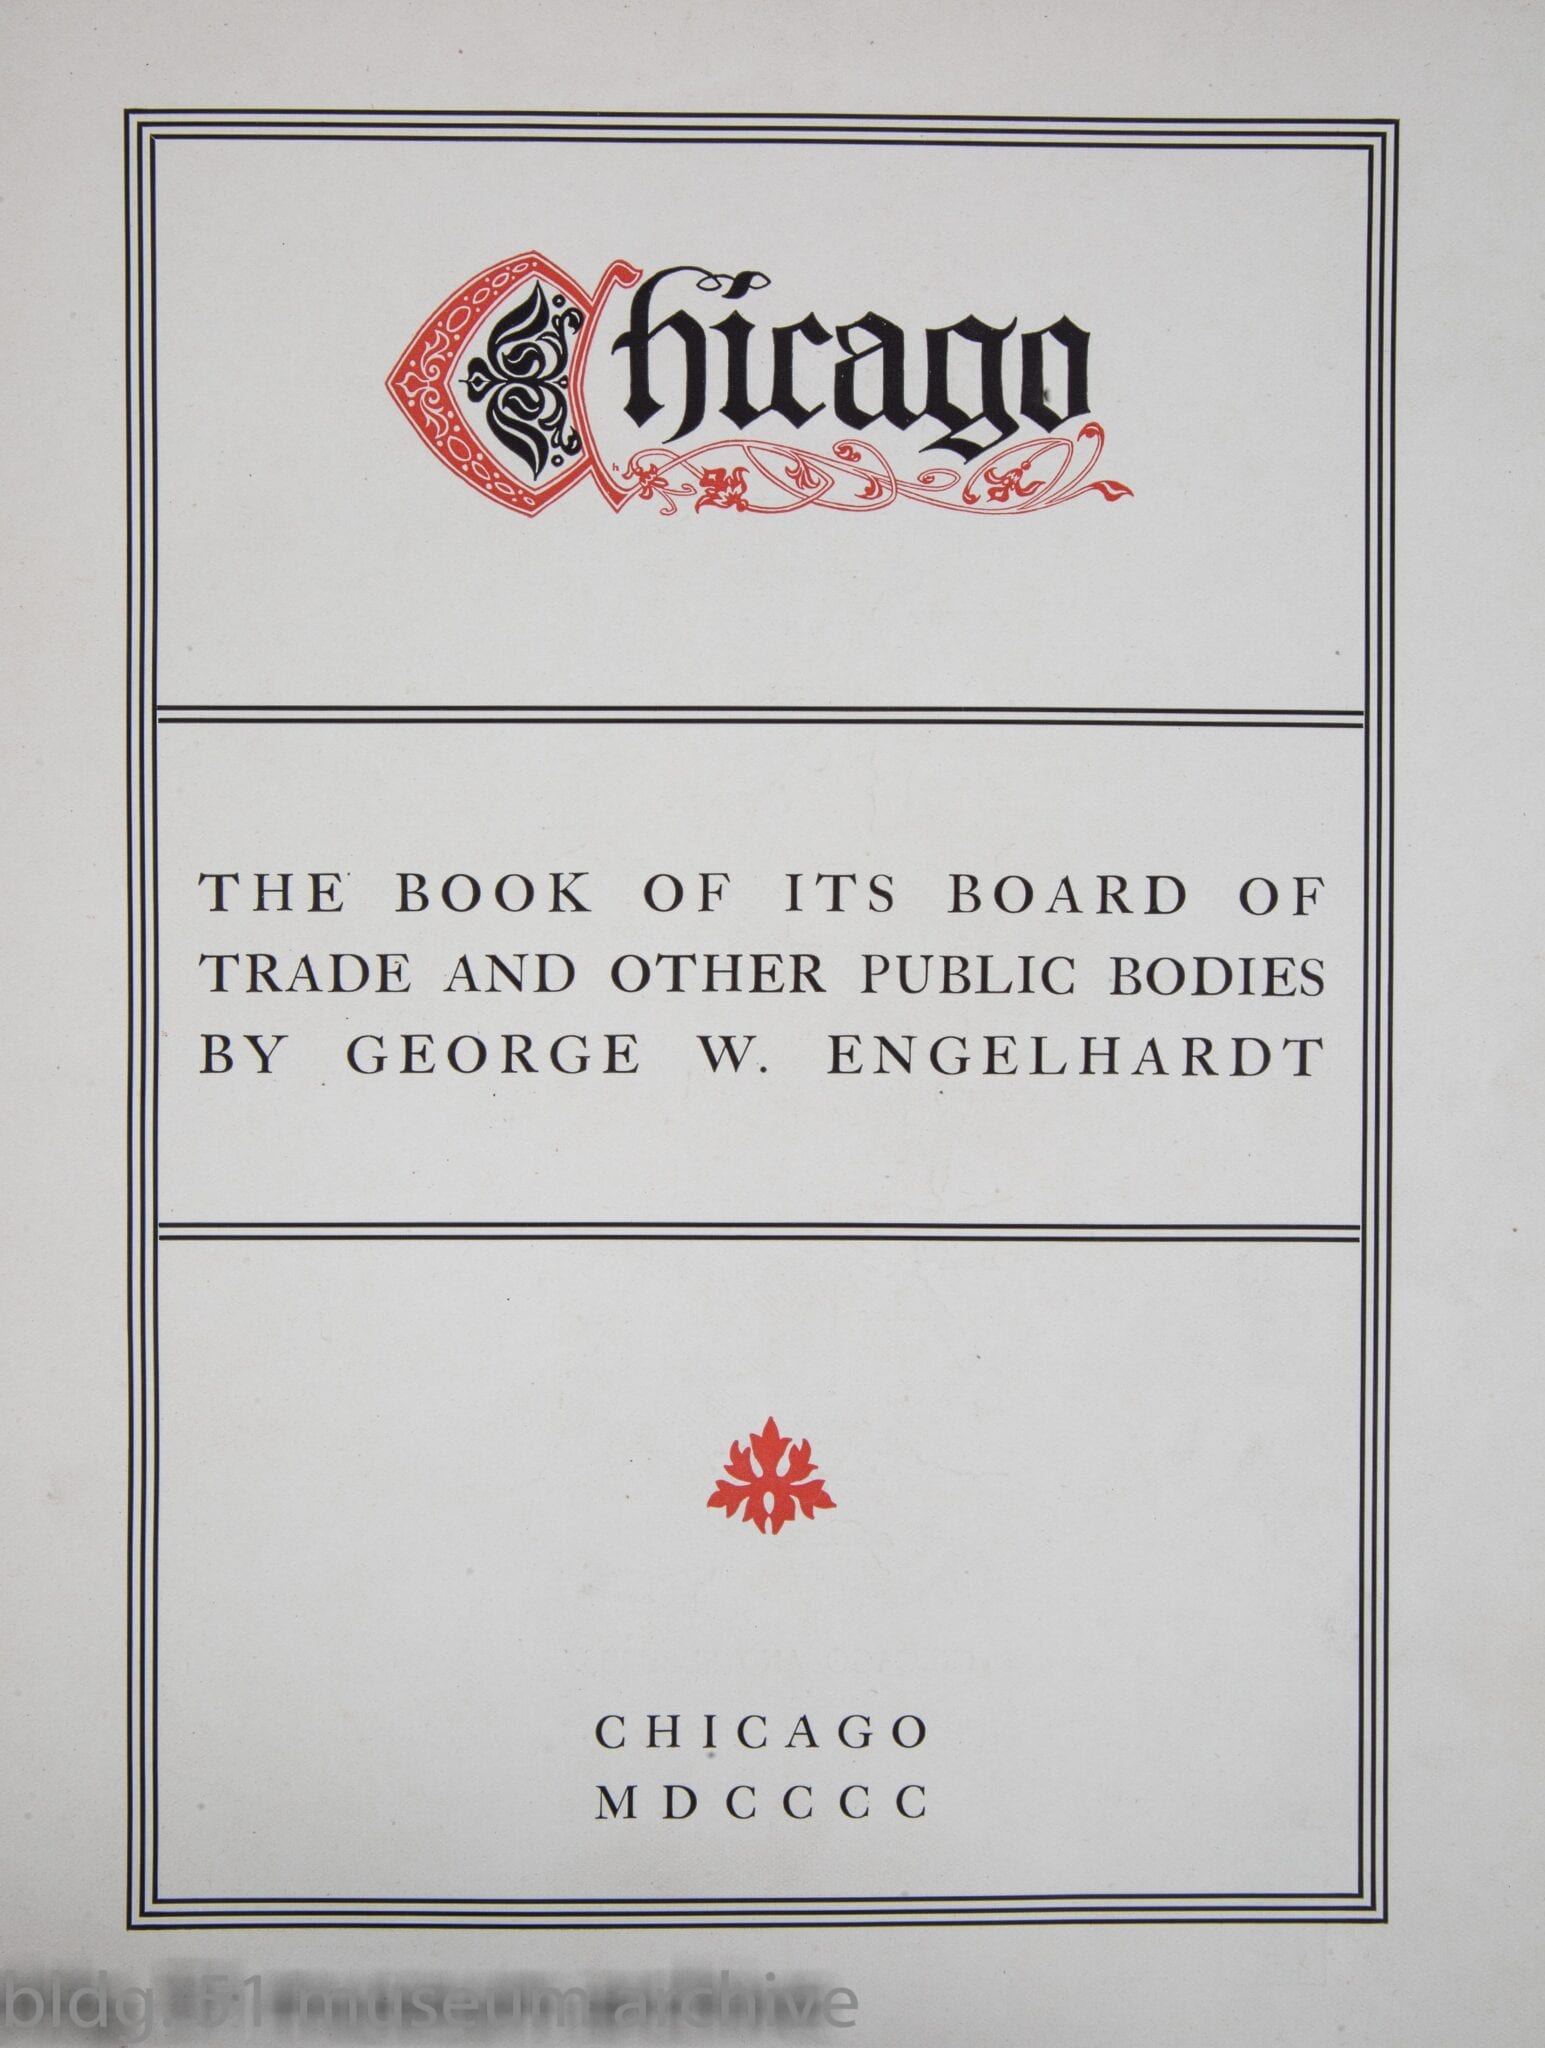 Chicago
h
THE BOOK OF ITS BOARD OF
TRADE AND OTHER PUBLIC BODIES
BY GEORGE W. ENGELHARDT
CHICAGO
MDCCCC
bldg. 51 museum archive